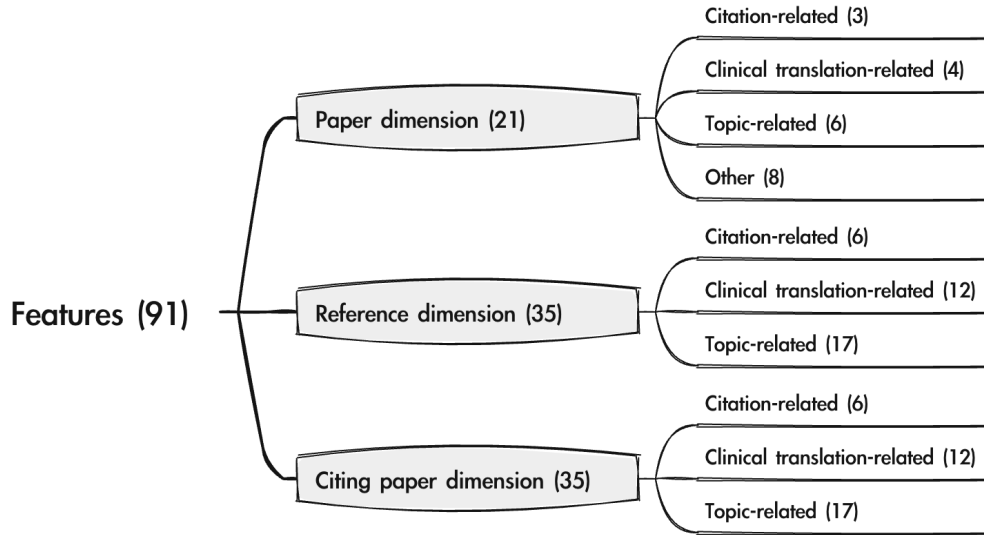 Features (91)
Paper dimension (21)
Citation-related (3)
Clinical translation-related (4)
Topic-related (6)
Other (8)
Reference dimension (35)
Citation-related (6)
Clinical translation-related (12)
Topic-related (17)
Citing paper dimension (35)
Citation-related (6)
Clinical translation-related (12)
Topic-related (17)